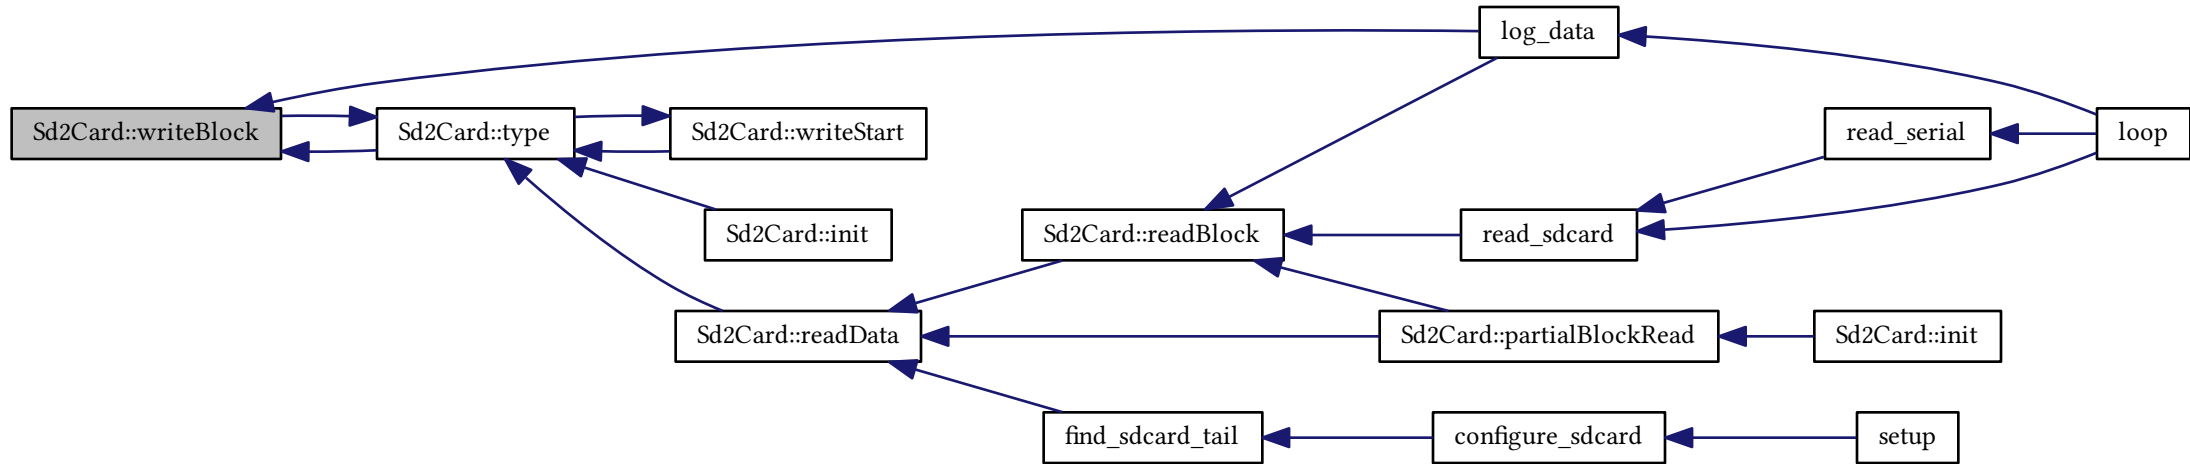 log_data
Sd2Card::writeBlock
Sd2Card::type
Sd2Card::writeStart
read_serial
loop
Sd2Card::init
Sd2Card::readBlock
read_sdcard
Sd2Card::readData
Sd2Card::partialBlockRead
Sd2Card::init
find_sdcard_tail
configure_sdcard
setup